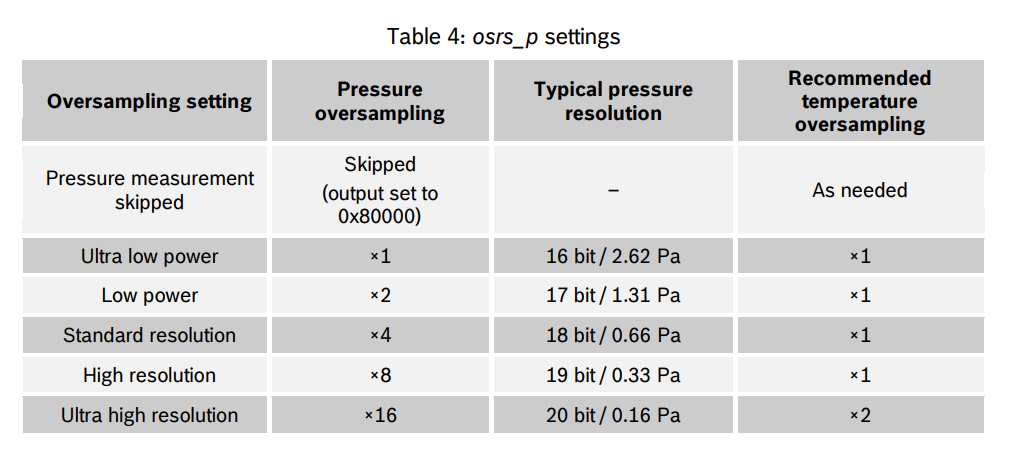 Table 4: osrs_p settings
Oversampling setting
Pressure
oversampling
Typical pressure
resolution
Recommended
temperature
oversampling
Pressure measurement
skipped
Skipped
(output set to
0x80000)
–
As needed
Ultra low power
×1
16 bit / 2.62 Pa
×1
Low power
×2
17 bit / 1.31 Pa
×1
Standard resolution
×4
18 bit / 0.66 Pa
×1
High resolution
×8
19 bit / 0.33 Pa
×1
Ultra high resolution
×16
20 bit / 0.16 Pa
×2